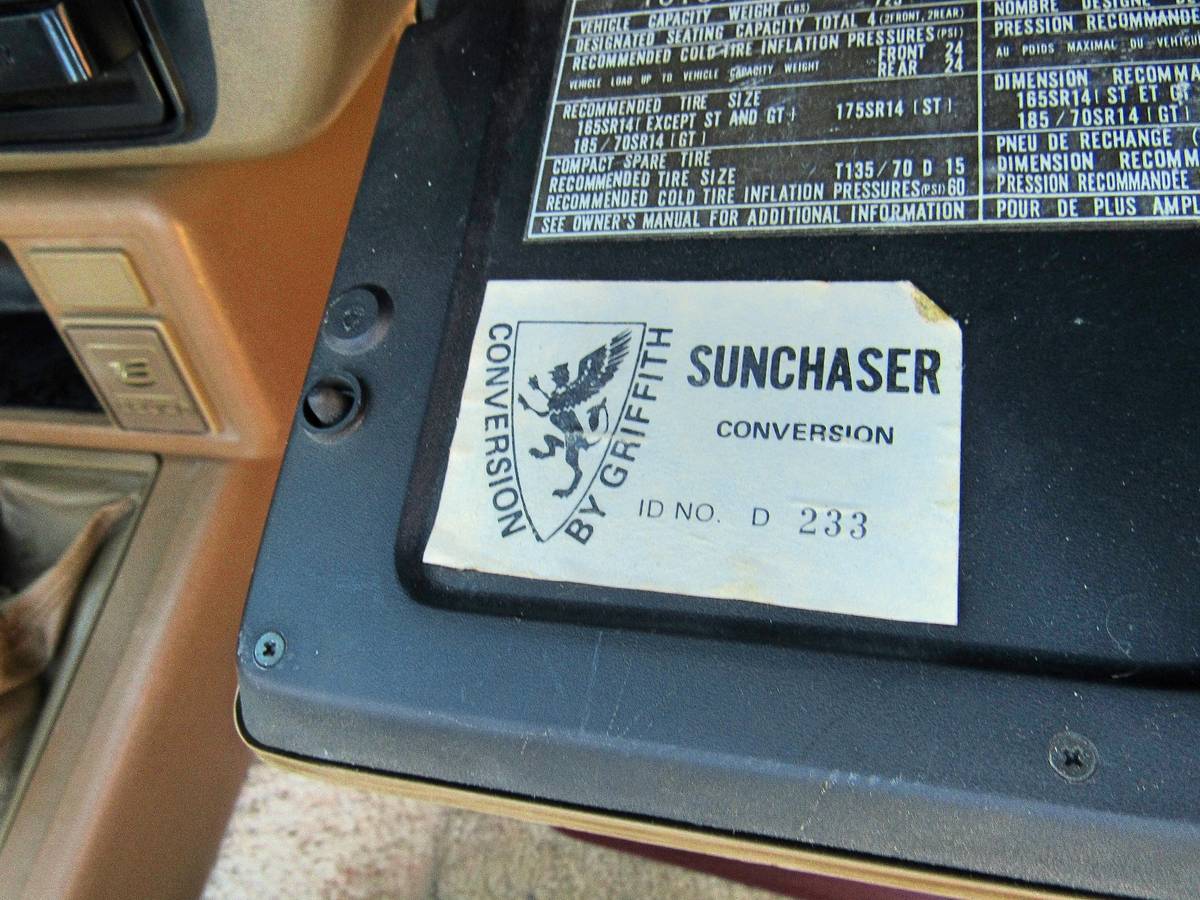 VEHICLE CAPACITY WEIGHT (LBS) 725
DESIGNATED SEATING CAPACITY TOTAL 4 (2FRONT, 2REAR)
RECOMMENDED COLD TIRE INFLATION PRESSURES (PSI)
VEHICLE LOAD UP TO VEHICLE CAPACITY WEIGHT FRONT 24
REAR 24
RECOMMENDED TIRE SIZE
165SR14 [ EXCEPT ST AND GT ] 175SR14 [ ST ]
185 / 70SR14 [ GT ]
COMPACT SPARE TIRE
RECOMMENDED TIRE SIZE T135 / 70 D 15
RECOMMENDED COLD TIRE INFLATION PRESSURES (PSI) 60
SEE OWNER'S MANUAL FOR ADDITIONAL INFORMATION
NOMBRE DESIGNE
PRESSION RECOMMANDE
AU POIDS MAXIMAL DU
DIMENSION RECOMMA
165SR14 [ ST ET GT
185 / 70SR14 [ GT ]
PNEU DE RECHANGE
DIMENSION RECOMM
PRESSION RECOMMANDÉE
POUR DE PLUS AMPL
CONVERSION
BY GRIFFITH
SUNCHASER
CONVERSION
ID NO. D 233